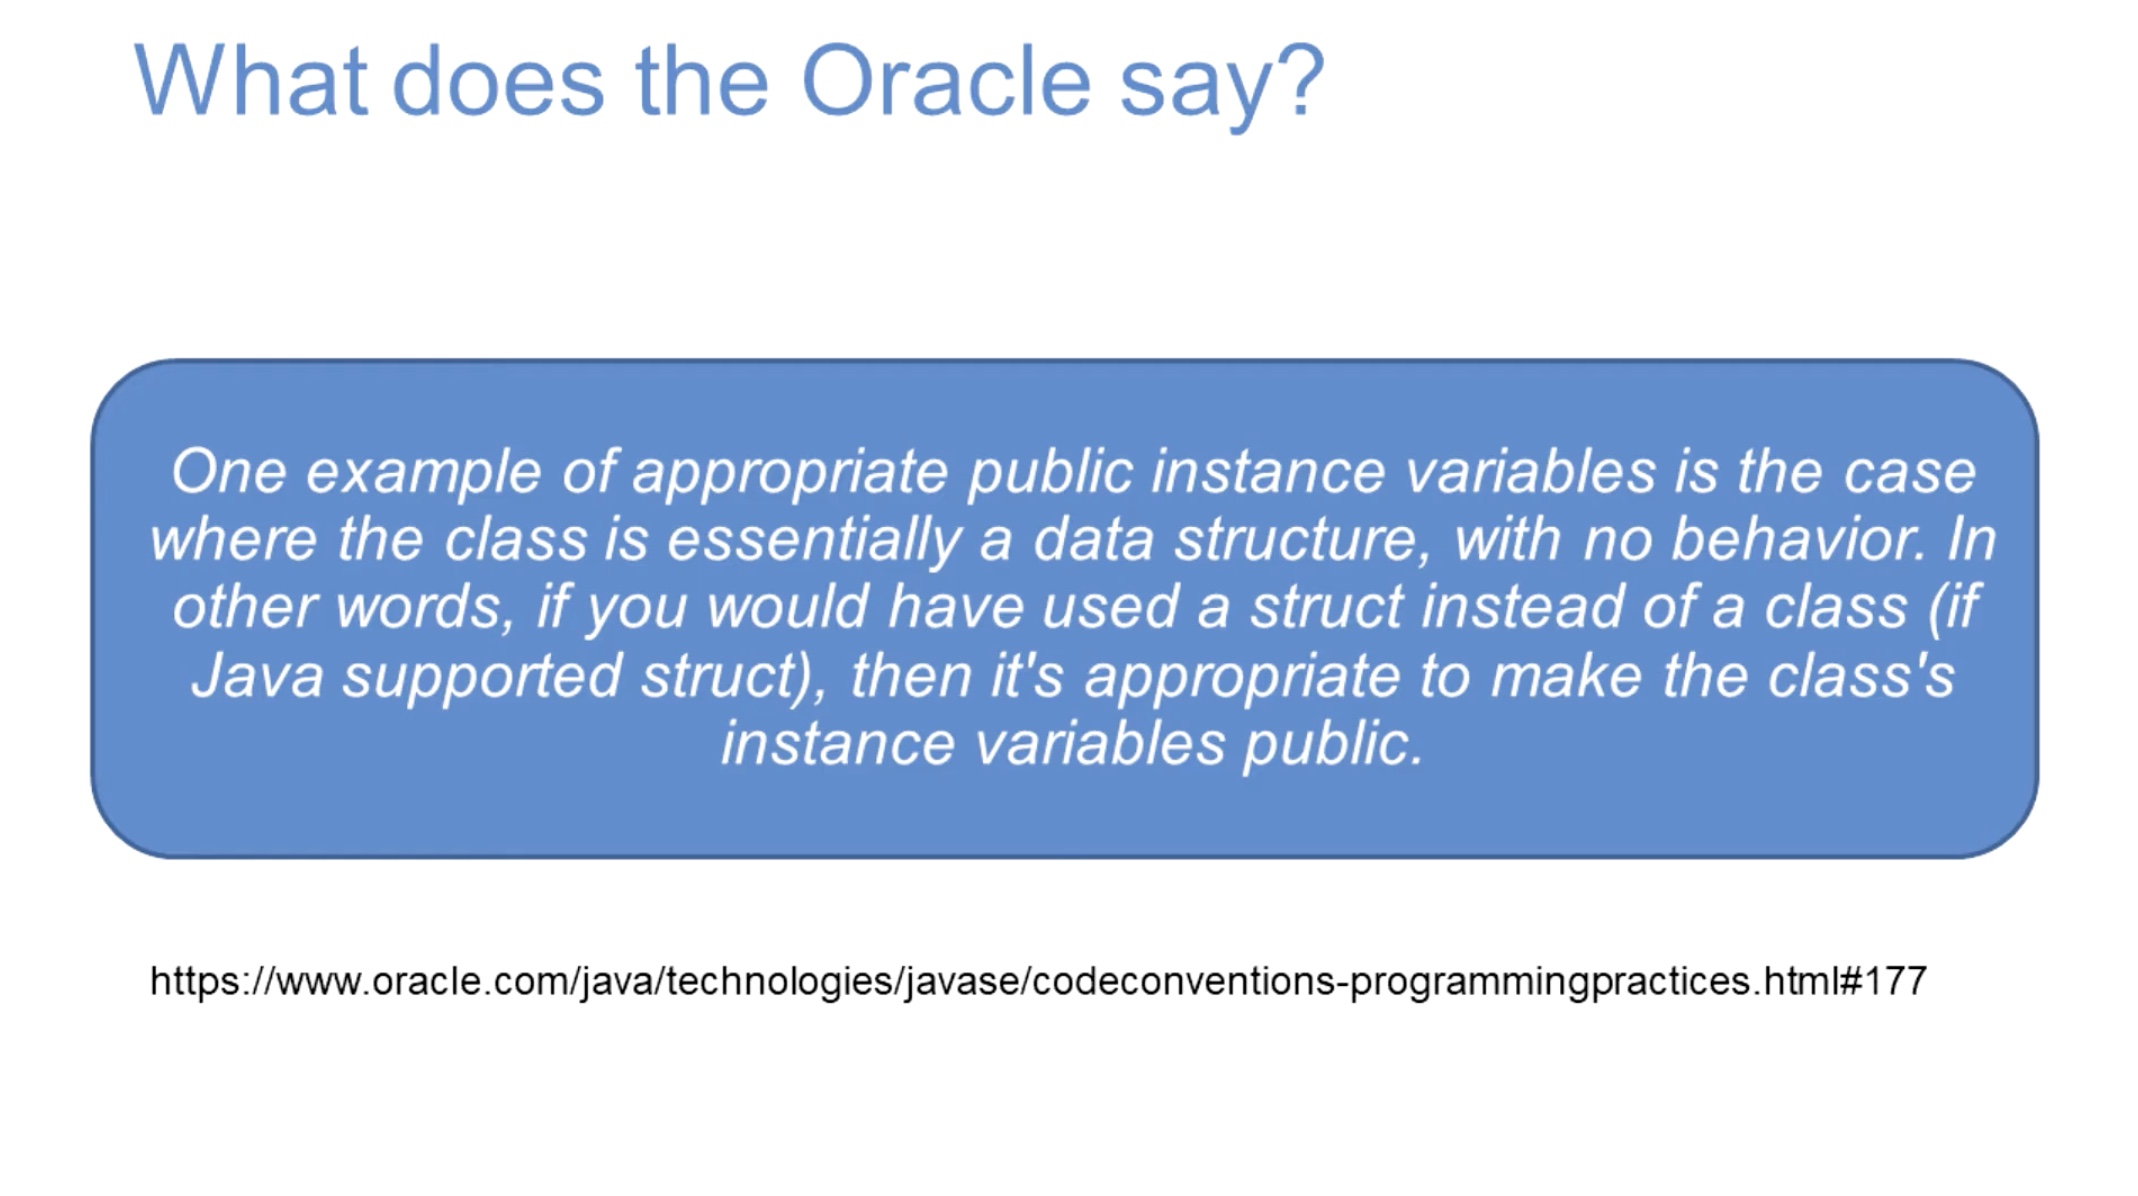 What does the Oracle say?
One example of appropriate public instance variables is the case
where the class is essentially a data structure, with no behavior. In
other words, if you would have used a struct instead of a class (if
Java supported struct), then it's appropriate to make the class's
instance variables public.
https://www.oracle.com/java/technologies/javase/codeconventions-programmingpractices.html#177